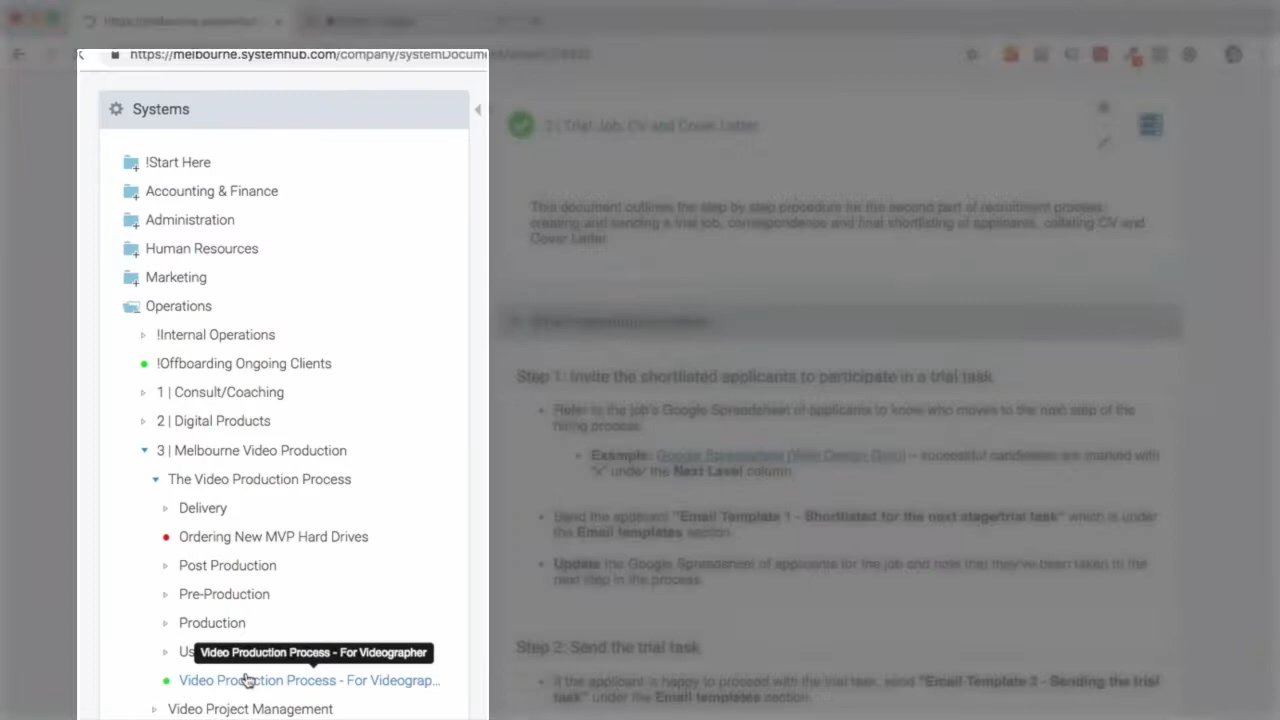 https://melbourne.systemhub.com/company/systemDocum
Systems
!Start Here
Accounting & Finance
Administration
Human Resources
Marketing
Operations
!Internal Operations
!Offboarding Ongoing Clients
1 | Consult/Coaching
2 | Digital Products
3 | Melbourne Video Production
The Video Production Process
Delivery
Ordering New MVP Hard Drives
Post Production
Pre-Production
Production
Us
Video Production Process - For Videographer
Video Production Process - For Videograp...
Video Project Management
2 | Trial Job, CV and Cover Letter
This document outlines the step by step procedure for the second part of recruitment process:
creating and sending a trial job, correspondence and final shortlisting of applicants, collating CV and
Cover Letter
Step 1: Invite the shortlisted applicants to participate in a trial task
Refer to the job's Google Spreadsheet of applicants to know who moves to the next step of the
hiring process.
Example: Google Spreadsheet (Web Design Guru) – successful candidates are marked with
"x" under the Next Level column.
Send the applicant "Email Template 1 - Shortlisted for the next stage/trial task" which is under
the Email templates section.
Update the Google Spreadsheet of applicants for the job and note that they've been taken to the
next step in the process.
Step 2: Send the trial task
If the applicant is happy to proceed with the trial task, send "Email Template 2 - Sending the trial
task" under the Email templates section.